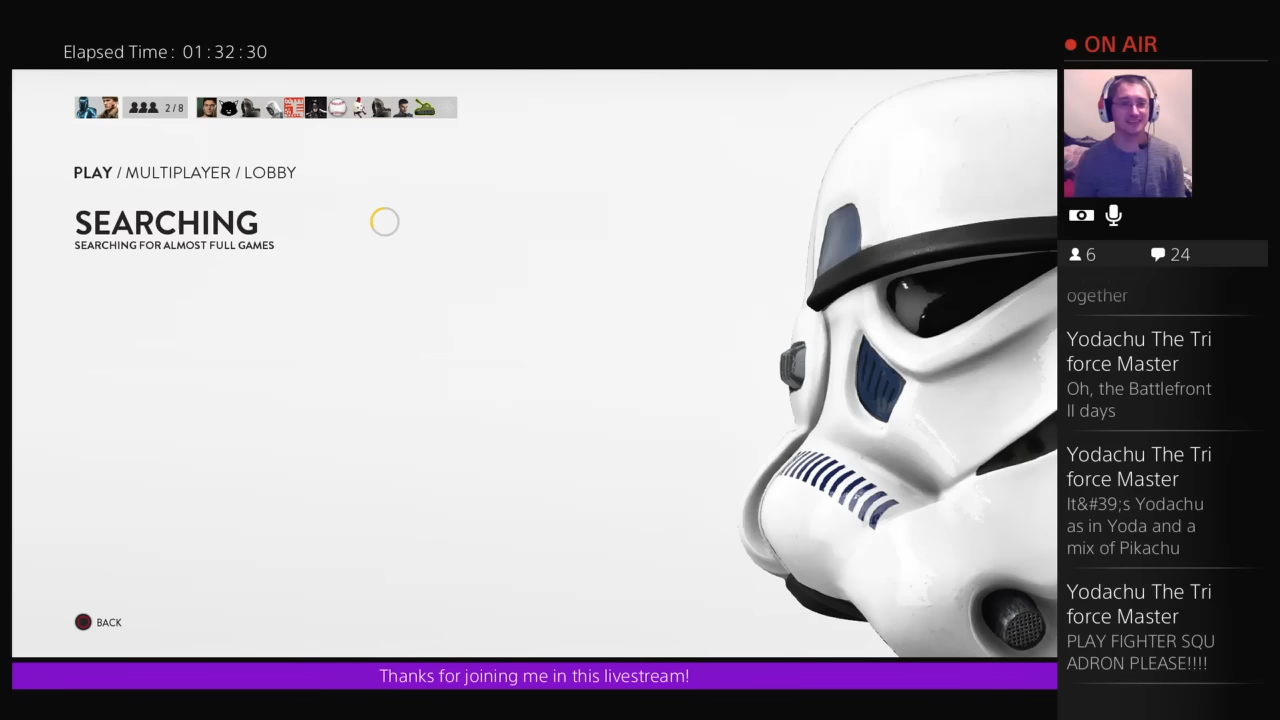 Elapsed Time: 01:32:30
ON AIR
2/8
PLAY / MULTIPLAYER / LOBBY
SEARCHING
SEARCHING FOR ALMOST FULL GAMES
BACK
Thanks for joining me in this livestream!
6 24
ogether
Yodachu The Tri
force Master
Oh, the Battlefront
II days
Yodachu The Tri
force Master
It&#39;s Yodachu
as in Yoda and a
mix of Pikachu
Yodachu The Tri
force Master
PLAY FIGHTER SQU
ADRON PLEASE!!!!